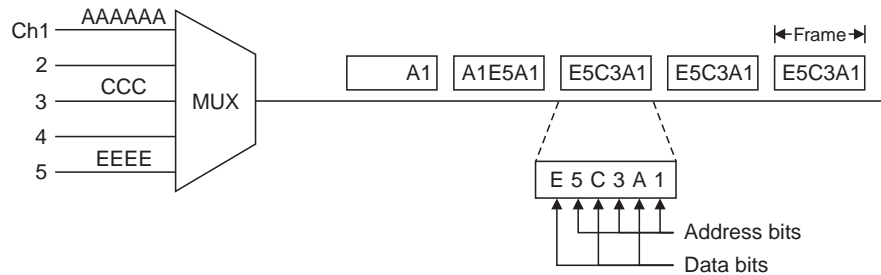 Ch1 AAAAAA
2
3 CCC
4
5 EEEE
MUX
A1
A1E5A1
E5C3A1
E5C3A1
E5C3A1
Frame
E 5 C 3 A 1
Address bits
Data bits